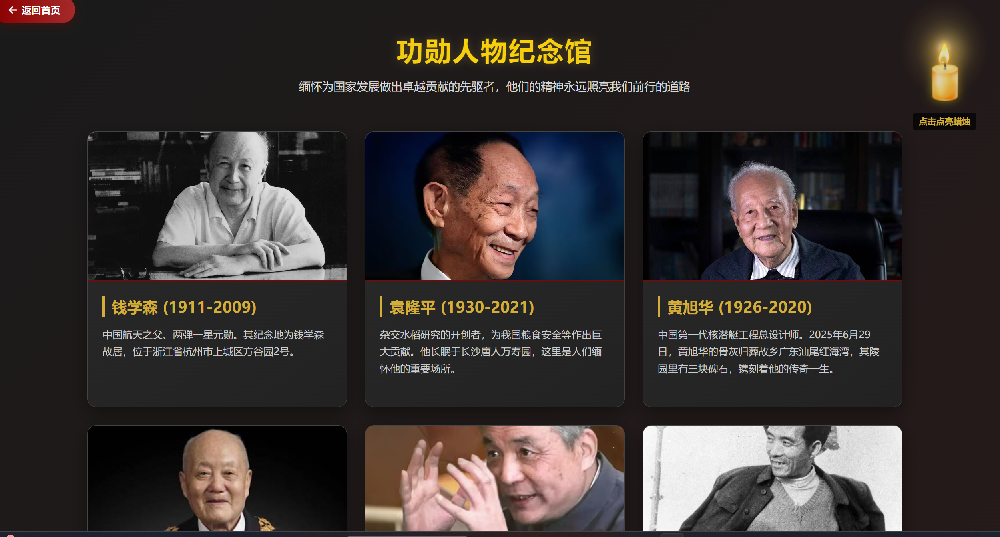 返回首页
功勋人物纪念馆
缅怀为国家发展做出卓越贡献的先驱者，他们的精神永远照亮我们前行的道路
点击点亮蜡烛
钱学森 (1911-2009)
中国航天之父、两弹一星元勋。其纪念地为钱学森
故居，位于浙江省杭州市上城区方谷园2号。
袁隆平 (1930-2021)
杂交水稻研究的开创者，为我国粮食安全等作出巨
大贡献。他长眠于长沙唐人万寿园，这里是人们缅
怀他的重要场所。
黄旭华 (1926-2020)
中国第一代核潜艇工程总设计师。2025年6月29
日，黄旭华的骨灰归葬故乡广东汕尾红海湾，其陵
园里有三块碑石，镌刻着他的传奇一生。